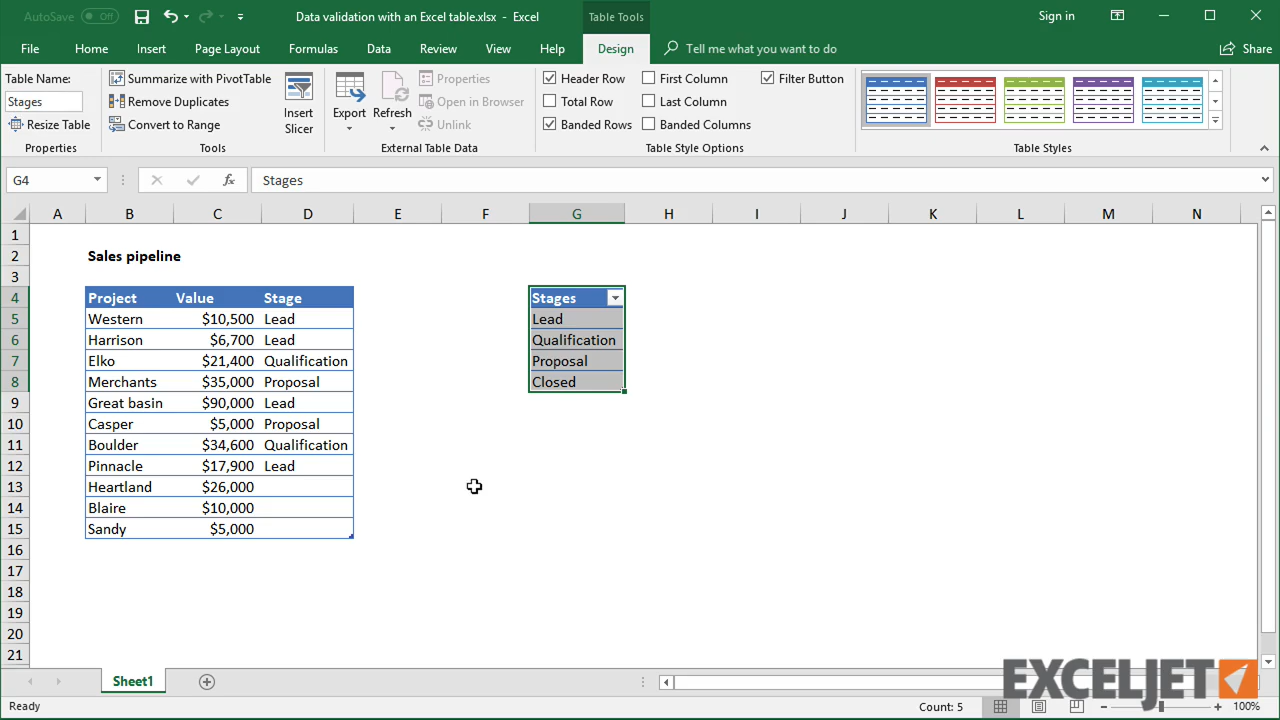 AutoSave Off
Data validation with an Excel table.xlsx - Excel
Table Tools
Sign in
File Home Insert Page Layout Formulas Data Review View Help Design Tell me what you want to do Share
Table Name:
Stages
Resize Table
Properties
Summarize with PivotTable
Remove Duplicates
Convert to Range
Insert Slicer
Tools
Export
Refresh
Properties
Open in Browser
Unlink
External Table Data
Header Row First Column Filter Button
Total Row Last Column
Banded Rows Banded Columns
Table Style Options
Table Styles
G4 fx Stages
A B C D E F G H I J K L M N
1
2 Sales pipeline
3
4 Project Value Stage Stages
5 Western $10,500 Lead Lead
6 Harrison $6,700 Lead Qualification
7 Elko $21,400 Qualification Proposal
8 Merchants $35,000 Proposal Closed
9 Great basin $90,000 Lead
10 Casper $5,000 Proposal
11 Boulder $34,600 Qualification
12 Pinnacle $17,900 Lead
13 Heartland $26,000
14 Blaire $10,000
15 Sandy $5,000
16
17
18
19
20
21
Sheet1
EXCELJET
Ready
Count: 5
100%